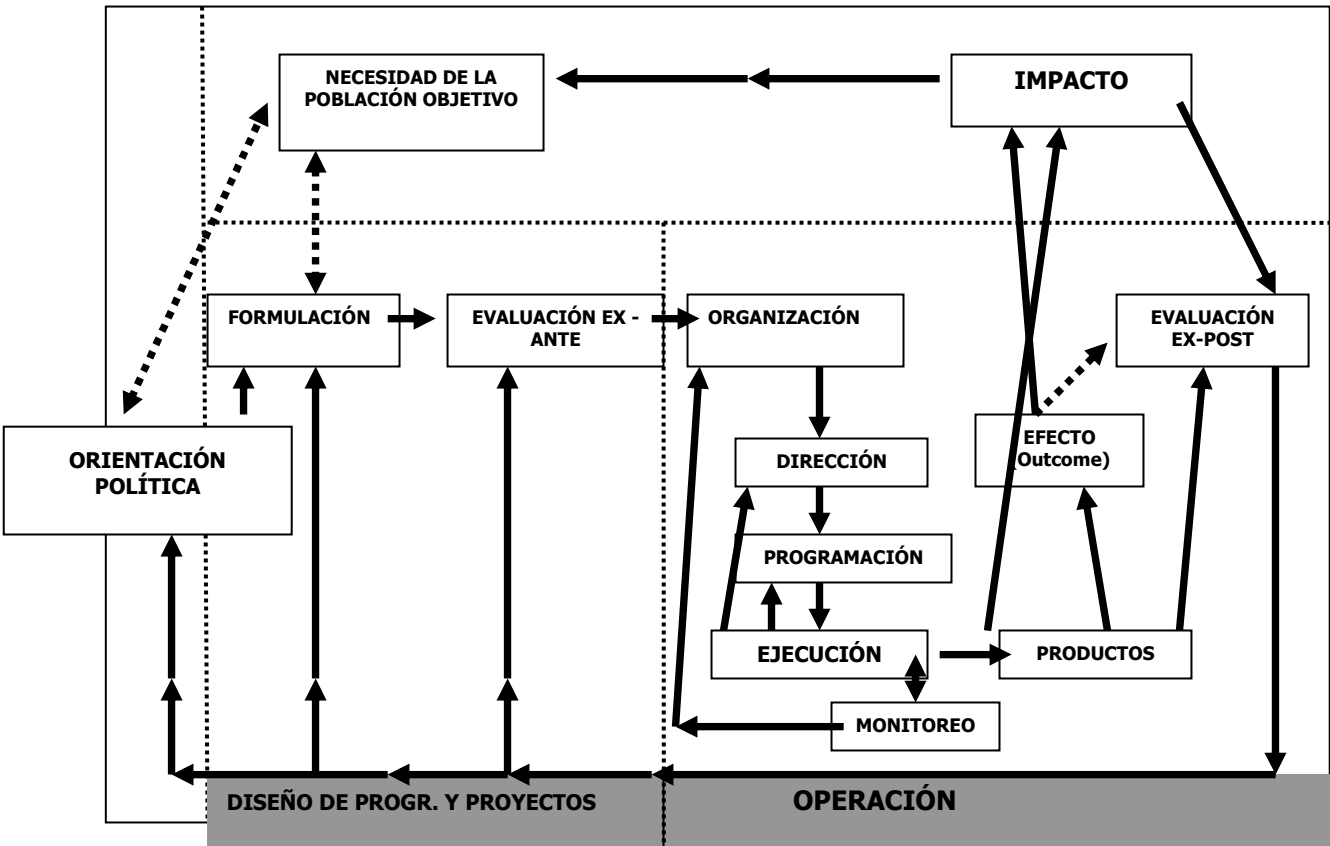 NECESIDAD DE LA
POBLACIÓN OBJETIVO
IMPACTO
FORMULACIÓN
EVALUACIÓN EX -
ANTE
ORGANIZACIÓN
EVALUACIÓN
EX-POST
ORIENTACIÓN
POLÍTICA
DIRECCIÓN
EFECTO
(Outcome)
PROGRAMACIÓN
EJECUCIÓN
PRODUCTOS
MONITOREO
DISEÑO DE PROGR. Y PROYECTOS
OPERACIÓN